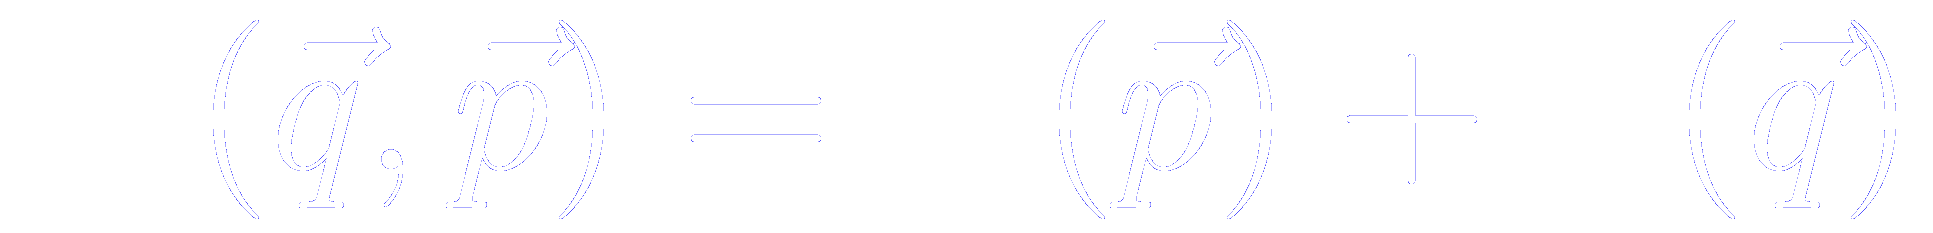 (q⃗, p⃗) = (p⃗) + (q⃗)